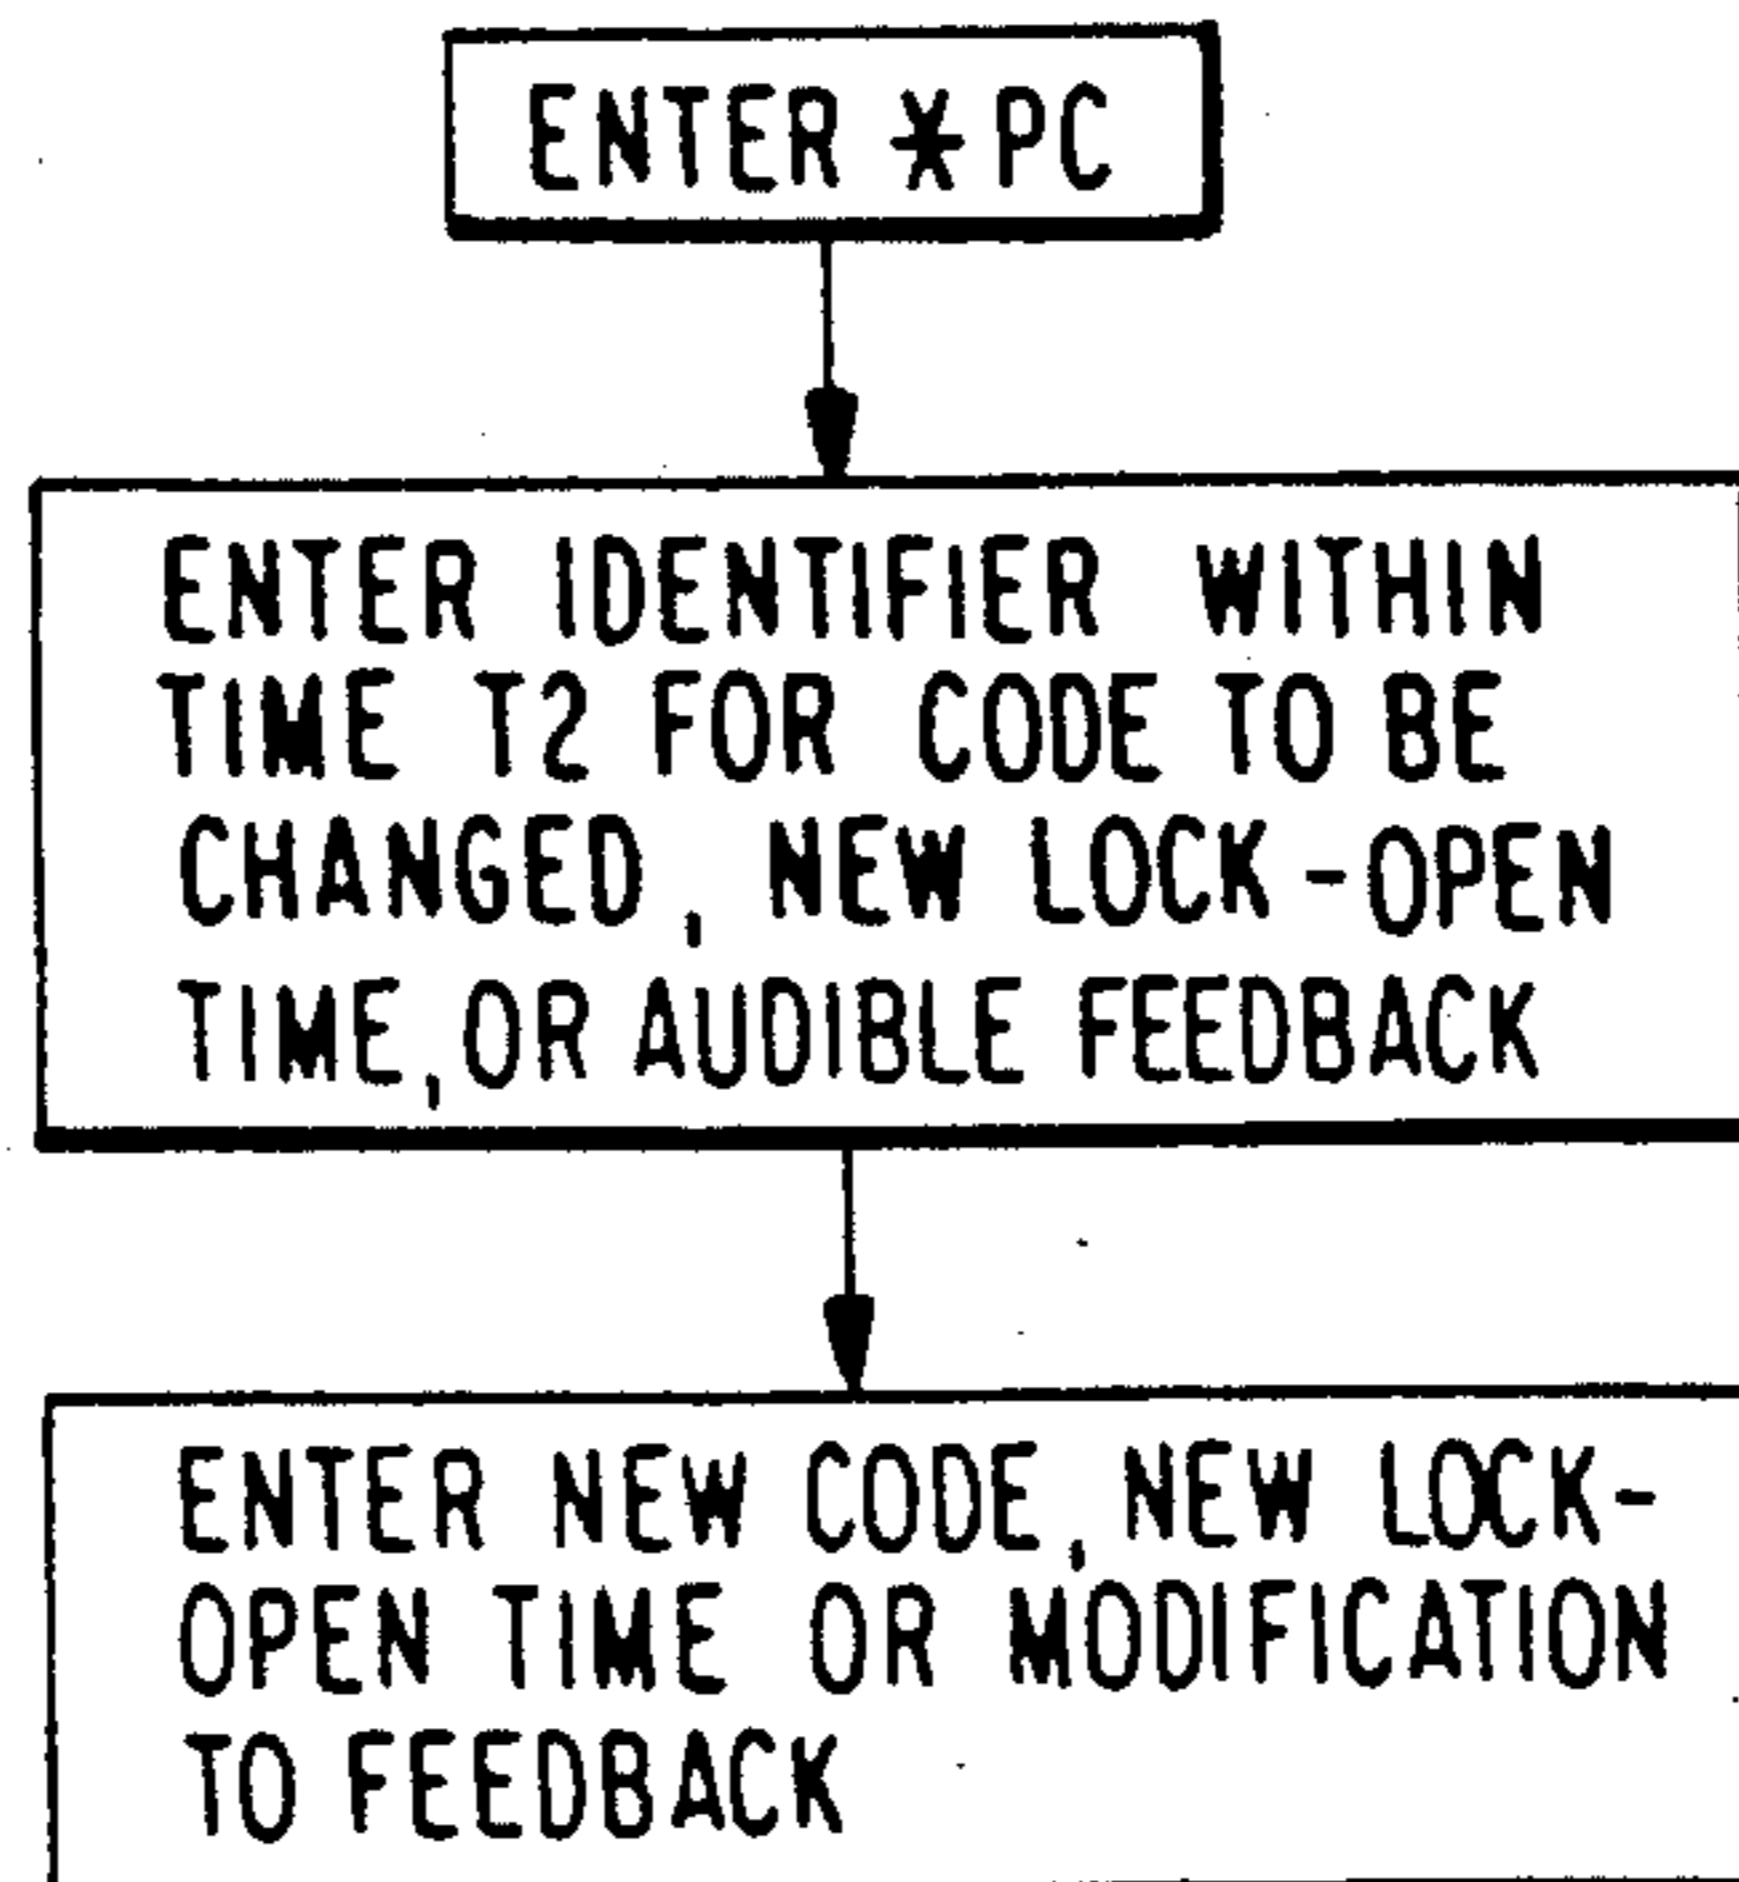 ENTER * PC
ENTER IDENTIFIER WITHIN
TIME T2 FOR CODE TO BE
CHANGED, NEW LOCK-OPEN
TIME, OR AUDIBLE FEEDBACK
ENTER NEW CODE, NEW LOCK-
OPEN TIME OR MODIFICATION
TO FEEDBACK